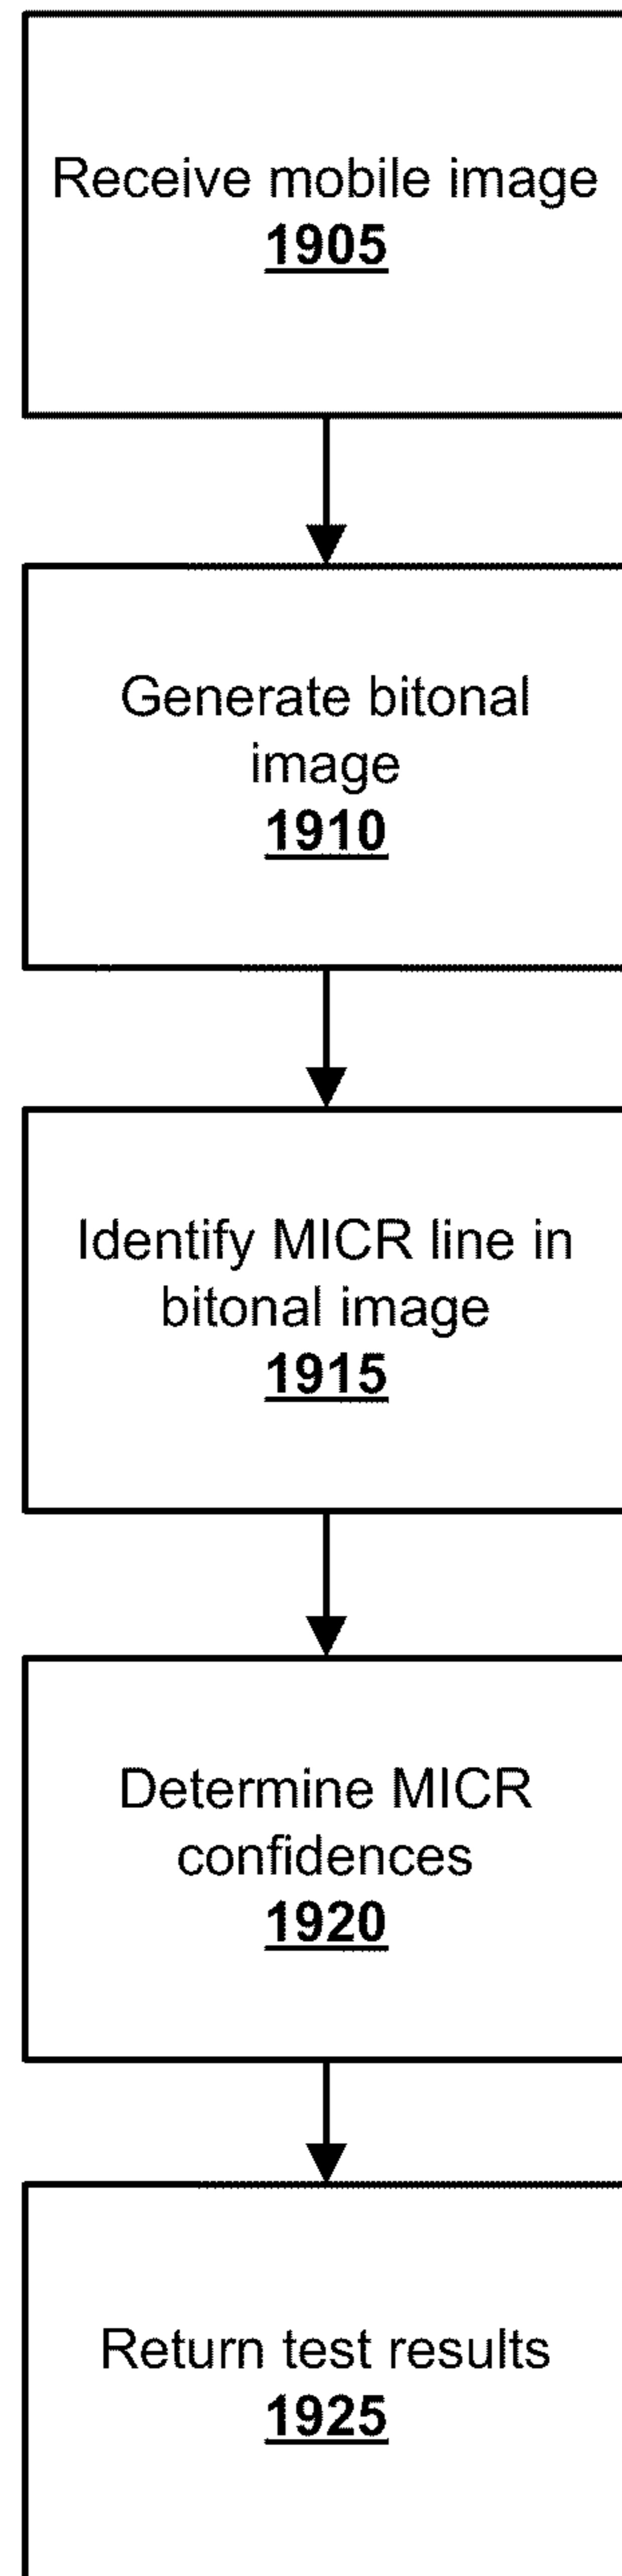 Receive mobile image
1905
Generate bitonal
image
1910
Identify MICR line in
bitonal image
1915
Determine MICR
confidences
1920
Return test results
1925